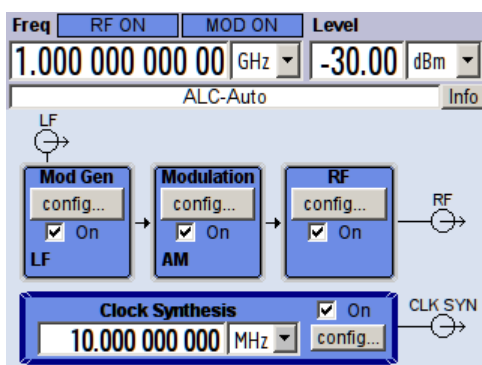 Freq RF ON MOD ON Level
1.000 000 000 00 GHz -30.00 dBm
ALC-Auto Info
LF
Mod Gen Modulation RF
config... config... config... RF
On On On
LF AM
Clock Synthesis On CLK SYN
10.000 000 000 MHz config...